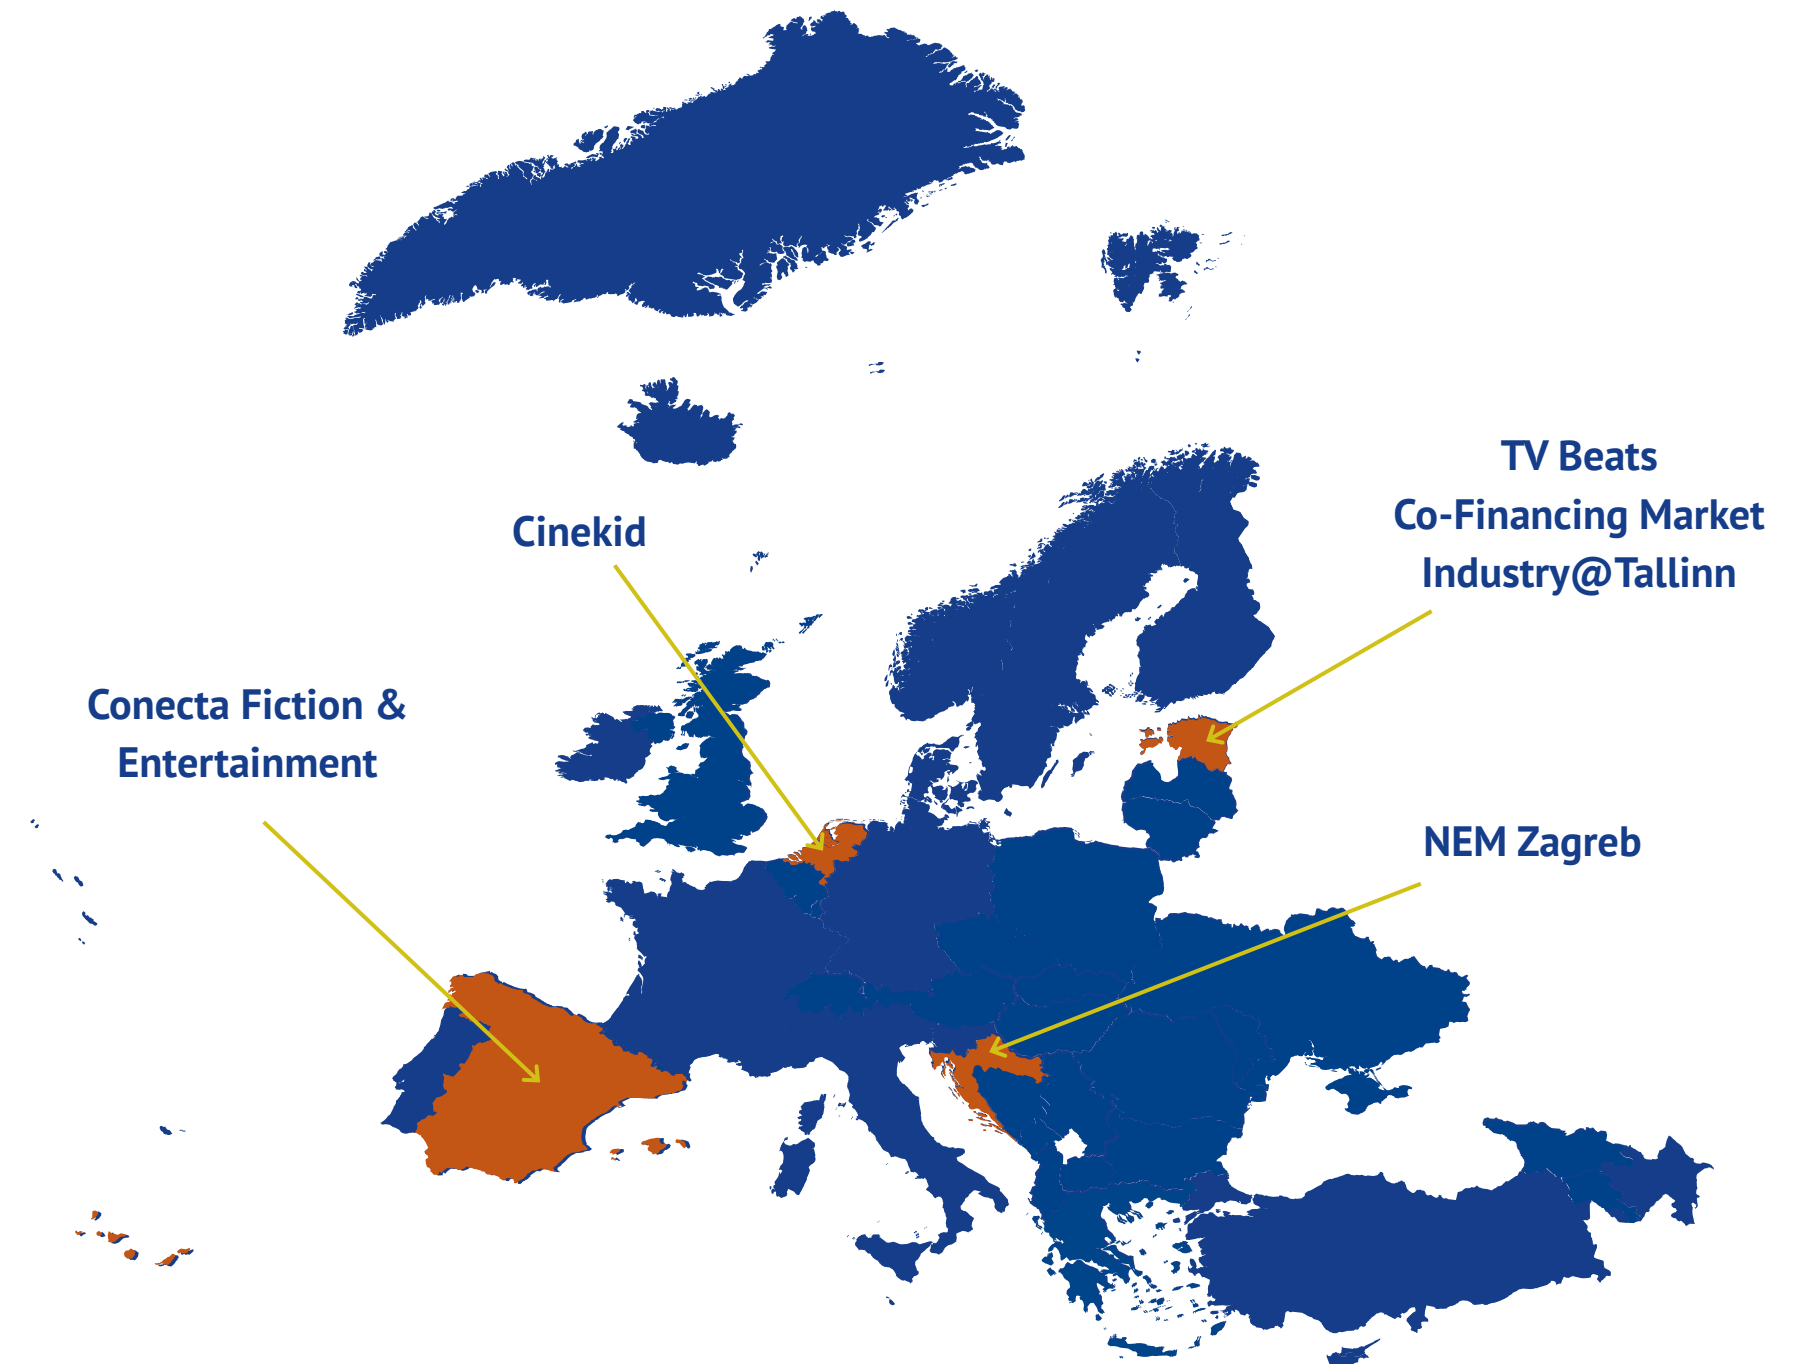 TV Beats
Co-Financing Market
Industry@Tallinn
Cinekid
Conecta Fiction &
Entertainment
NEM Zagreb